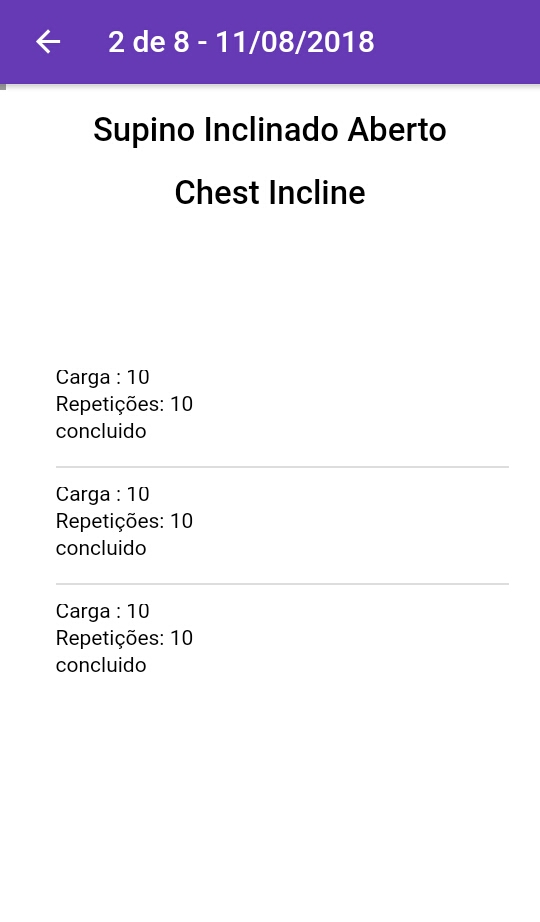 2 de 8 - 11/08/2018
Supino Inclinado Aberto
Chest Incline
Carga : 10
Repetições: 10
concluido
Carga : 10
Repetições: 10
concluido
Carga : 10
Repetições: 10
concluido